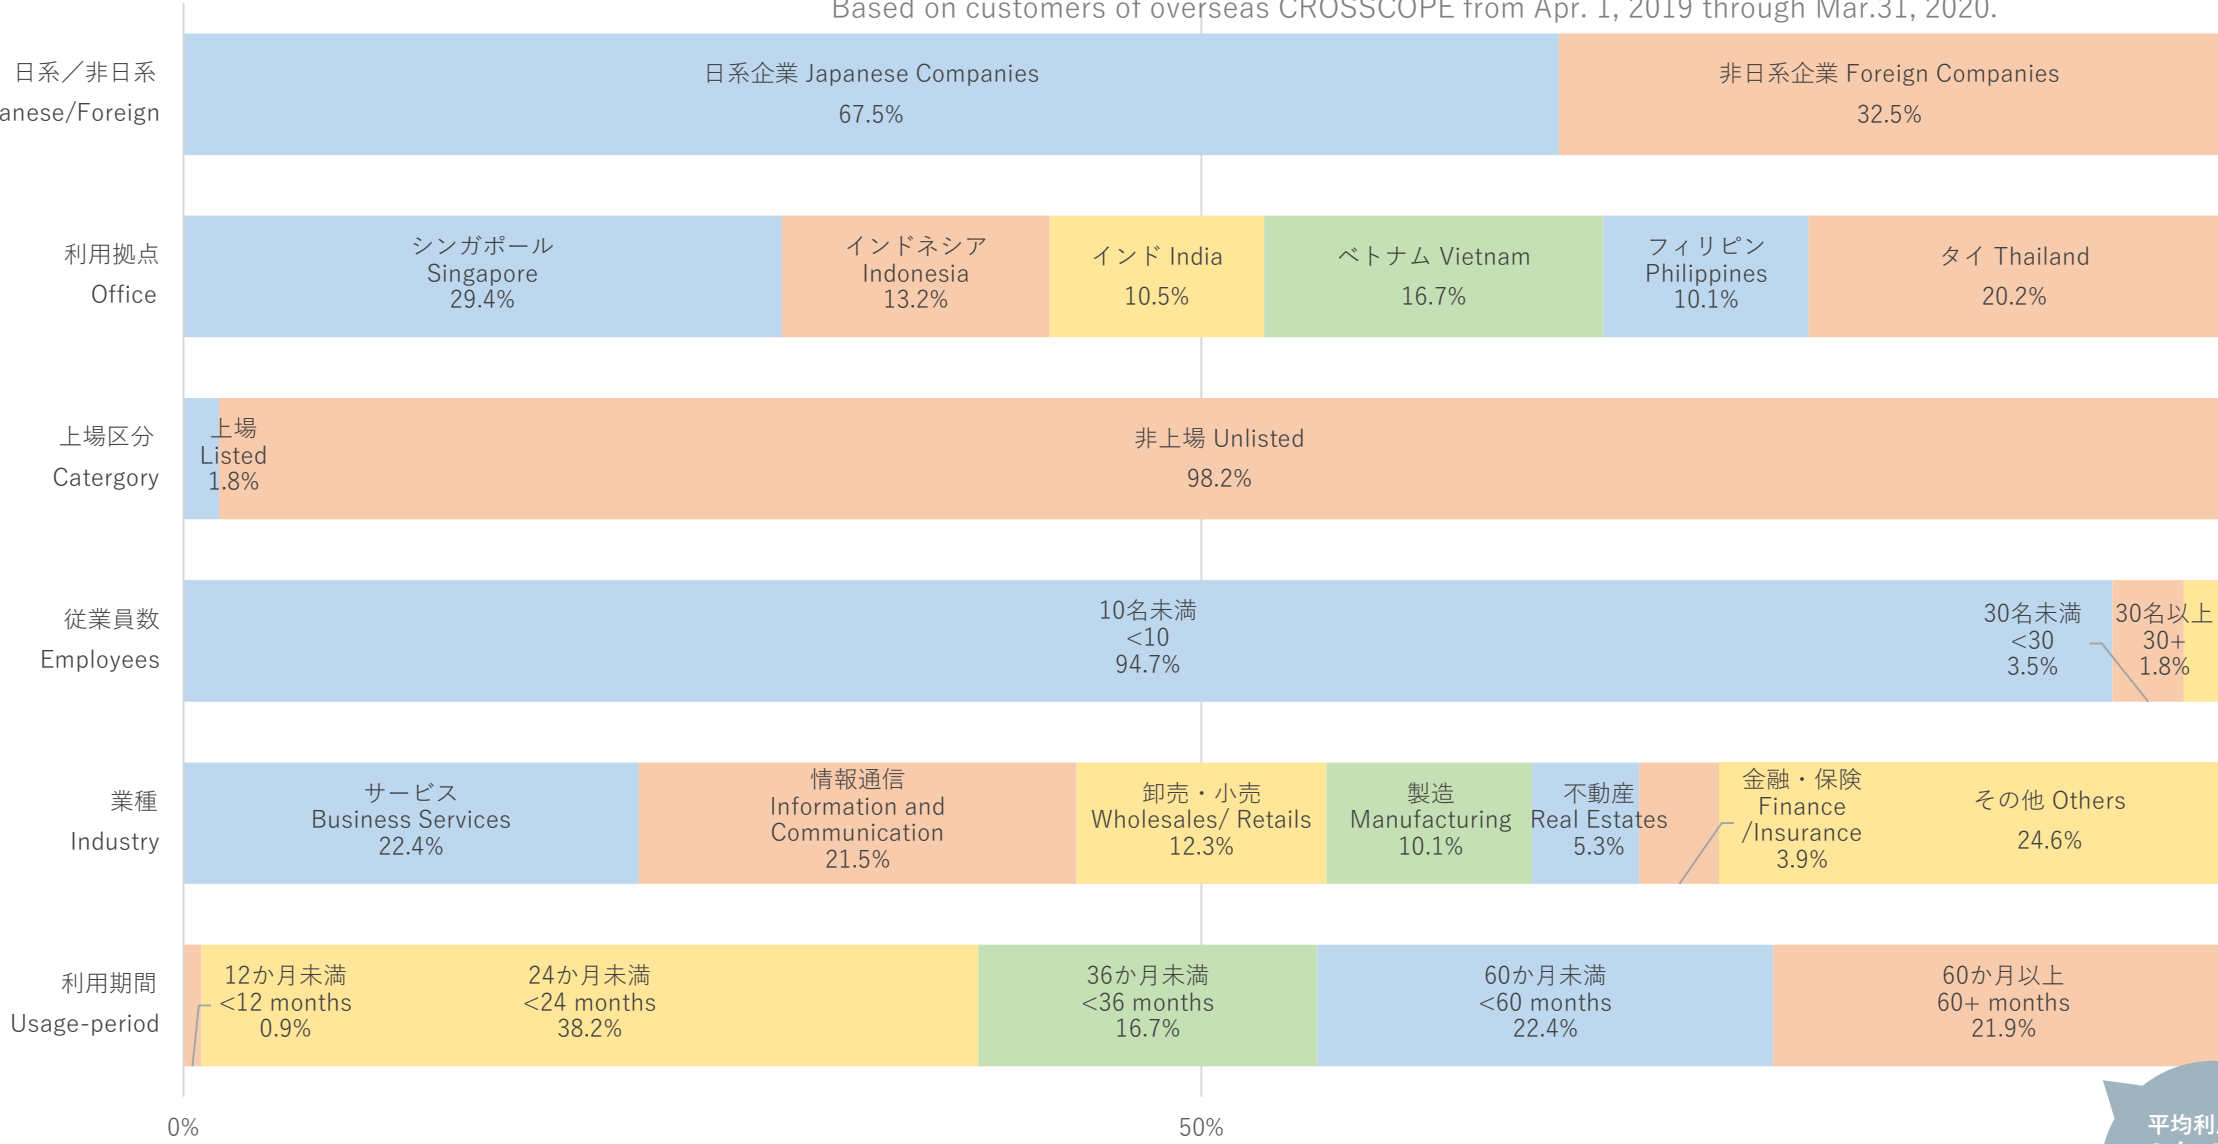 Based on customers of overseas CROSSCOPE from Apr. 1, 2019 through Mar.31, 2020.
日系／非日系
anese/Foreign
日系企業 Japanese Companies
67.5%
非日系企業 Foreign Companies
32.5%
利用拠点
Office
シンガポール
Singapore
29.4%
インドネシア
Indonesia
13.2%
インド India
10.5%
ベトナム Vietnam
16.7%
フィリピン
Philippines
10.1%
タイ Thailand
20.2%
上場区分
Catergory
上場
Listed
1.8%
非上場 Unlisted
98.2%
従業員数
Employees
10名未満
<10
94.7%
30名未満
<30
3.5%
30名以上
30+
1.8%
業種
Industry
サービス
Business Services
22.4%
情報通信
Information and
Communication
21.5%
卸売・小売
Wholesales/ Retails
12.3%
製造
Manufacturing
10.1%
不動産
Real Estates
5.3%
金融・保険
Finance
/Insurance
3.9%
その他 Others
24.6%
利用期間
Usage-period
12か月未満
<12 months
0.9%
24か月未満
<24 months
38.2%
36か月未満
<36 months
16.7%
60か月未満
<60 months
22.4%
60か月以上
60+ months
21.9%
0%
50%
平均利